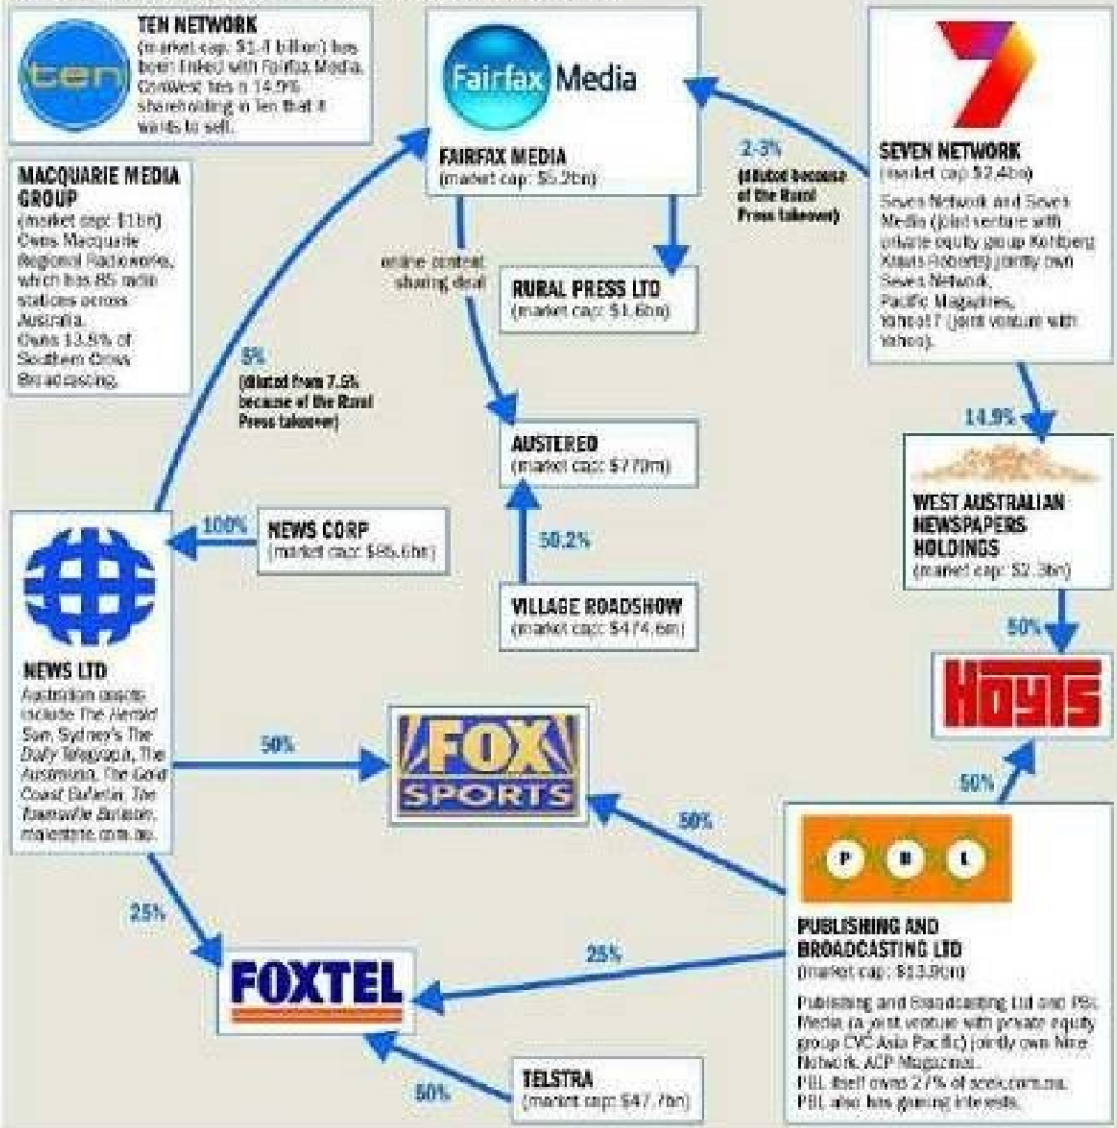 ten
TEN NETWORK
(market cap: $1.4 billion) has
been linked with Fairfax Media.
CanWest has a 14.9%
shareholding in Ten that it
wants to sell.
Fairfax Media
FAIRFAX MEDIA
(market cap: $5.2bn)
7
SEVEN NETWORK
(market cap $2.4bn)
Seven Network and Seven
Media (joint venture with
private equity group Kohlberg
Kravis Roberts) jointly own
Seven Network,
Pacific Magazines,
Yahoo!7 (joint venture with
Yahoo).
2-3%
(diluted because
of the Rural
Press takeover)
MACQUARIE MEDIA
GROUP
(market cap: $1bn)
Owns Macquarie
Regional Radioworks,
which has 85 radio
stations across
Australia.
Owns 13.8% of
Southern Cross
Broadcasting.
online content
sharing deal
RURAL PRESS LTD
(market cap: $1.6bn)
(diluted from 7.5%
because of the Rural
Press takeover)
AUSTEREO
(market cap: $770m)
14.9%
WEST AUSTRALIAN
NEWSPAPERS
HOLDINGS
(market cap: $2.3bn)
100%
NEWS CORP
(market cap: $85.6bn)
50.2%
VILLAGE ROADSHOW
(market cap: $474.6m)
50%
HOYTS
NEWS LTD
Australian assets
include The Herald
Sun, Sydney's The
Daily Telegraph, The
Australian, The Gold
Coast Bulletin, The
Townsville Bulletin,
realestate.com.au.
50%
FOX
SPORTS
50%
50%
P B L
PUBLISHING AND
BROADCASTING LTD
(market cap: $13.9bn)
Publishing and Broadcasting Ltd and PBL
Media (a joint venture with private equity
group CVC Asia Pacific) jointly own Nine
Network, ACP Magazines.
PBL itself owns 27% of seek.com.au.
PBL also has gaming interests.
25%
FOXTEL
25%
50%
TELSTRA
(market cap: $47.7bn)